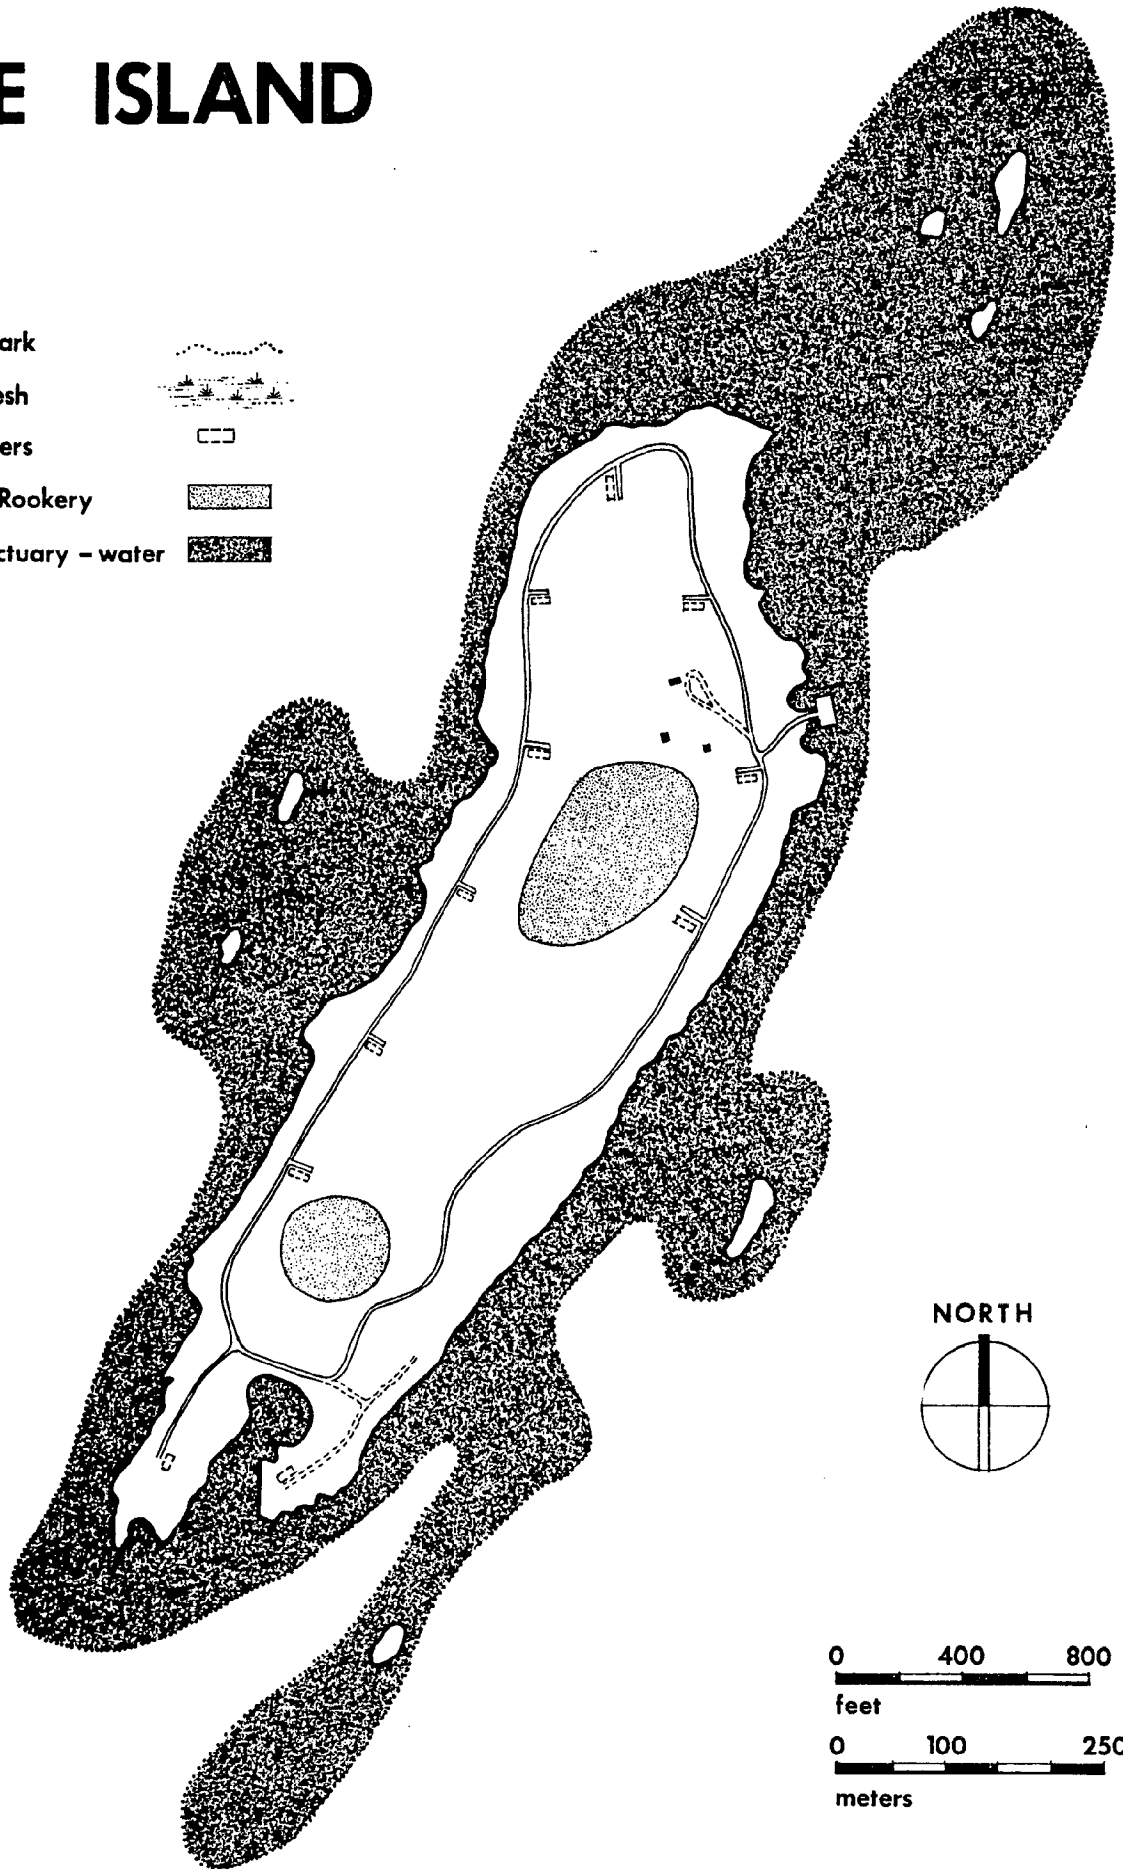 E ISLAND
ark
esh
ers
Rookery
ctuary – water
NORTH
0 400 800
feet
0 100 250
meters